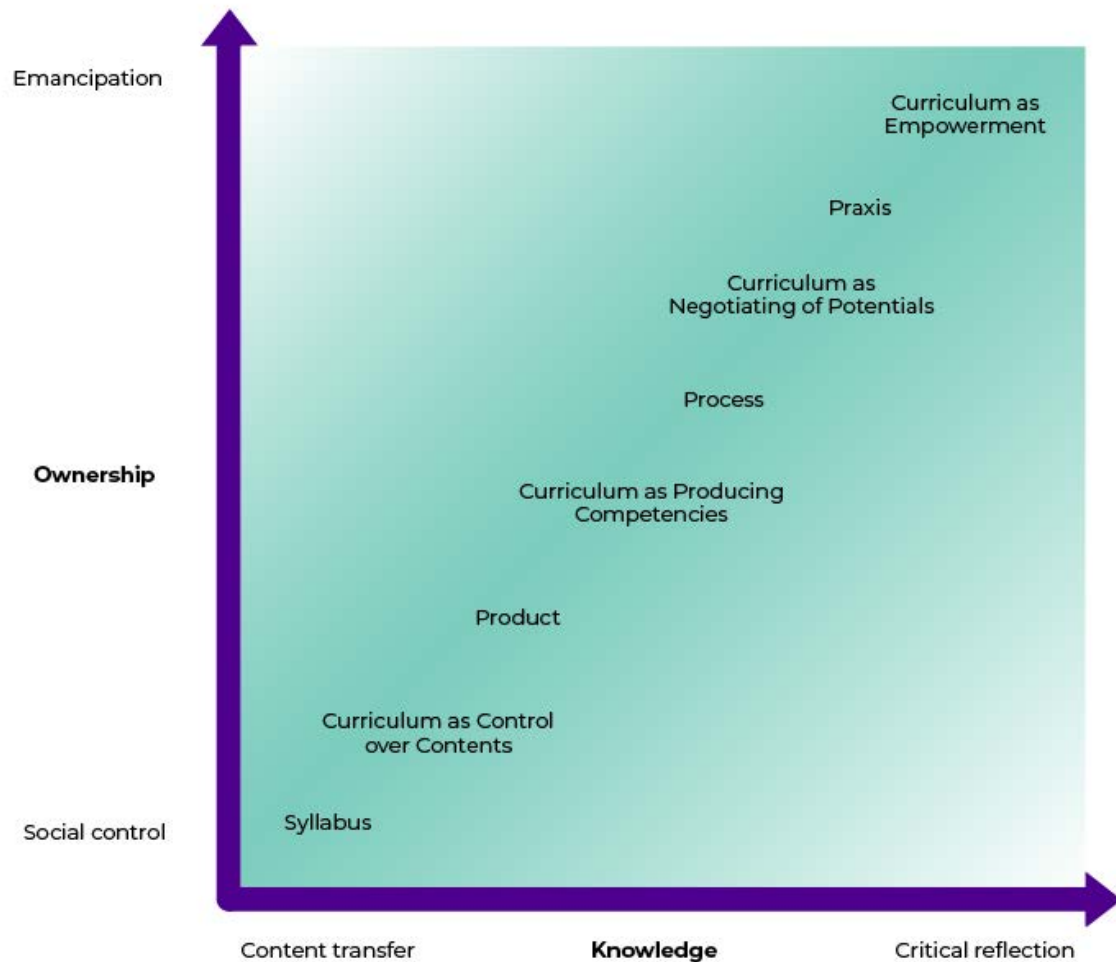 Emancipation
Curriculum as
Empowerment
Praxis
Curriculum as
Negotiating of Potentials
Process
Ownership
Curriculum as Producing
Competencies
Product
Curriculum as Control
over Contents
Syllabus
Social control
Content transfer
Knowledge
Critical reflection